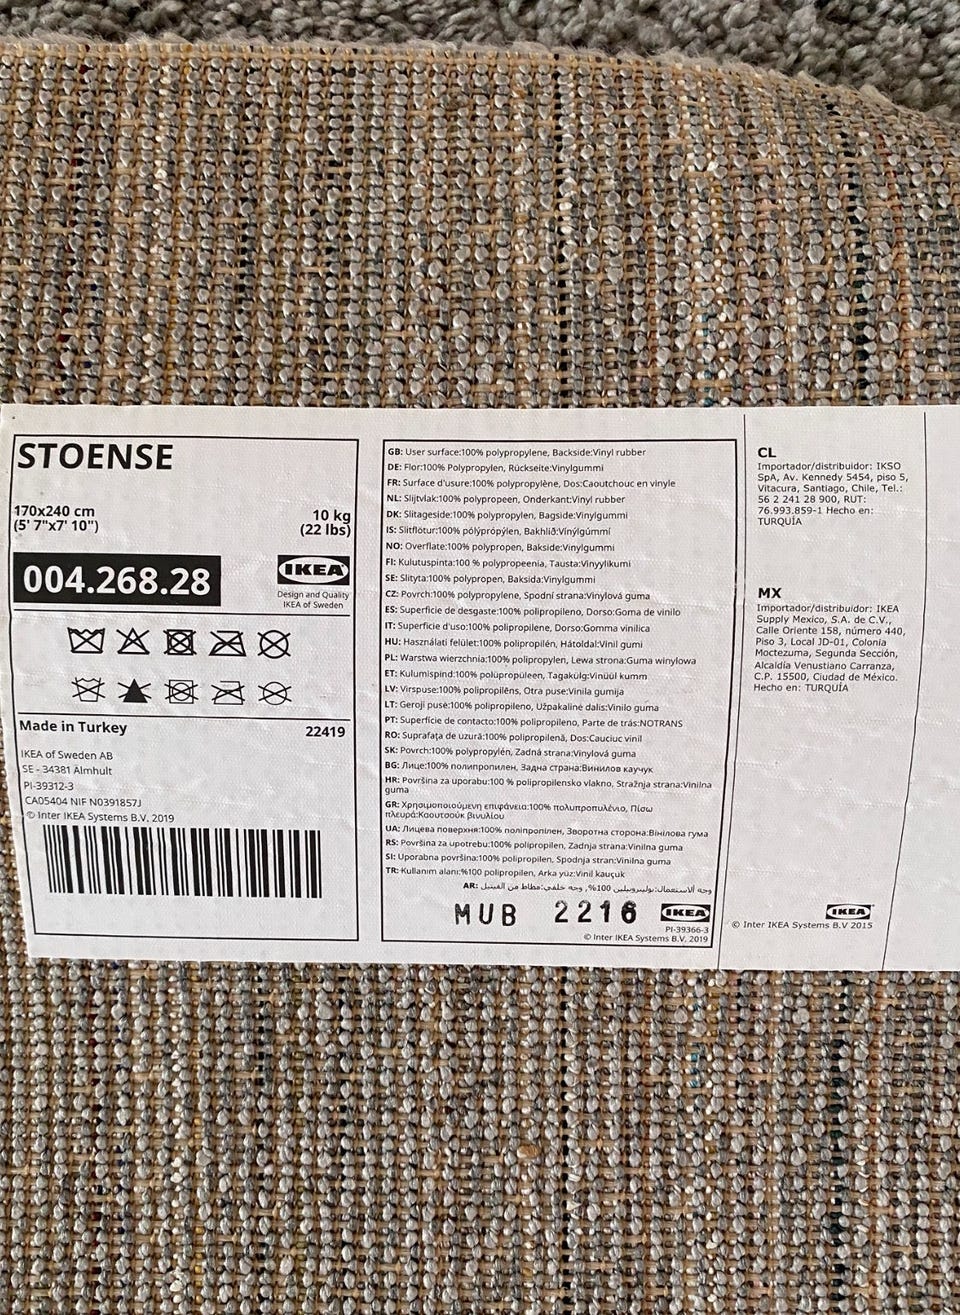 STOENSE
170x240 cm
(5' 7"x7' 10")
10 kg
(22 lbs)
004.268.28
IKEA
Design and Quality
IKEA of Sweden
Made in Turkey
22419
IKEA of Sweden AB
SE - 34381 Älmhult
PI-39312-3
CA05404 NIF N0391857J
© Inter IKEA Systems B.V. 2019
GB: User surface:100% polypropylene, Backside:Vinyl rubber
DE: Flor:100% Polypropylen, Rückseite:Vinylgummi
FR: Surface d'usure:100% polypropylène, Dos:Caoutchouc en vinyle
NL: Slijtvlak:100% polypropeen, Onderkant:Vinyl rubber
DK: Slitageside:100% polypropylen, Bagside:Vinylgummi
IS: Slitflötur:100% pólýprópýlen, Bakhlið:Vínýlgúmmí
NO: Overflate:100% polypropen, Bakside:Vinylgummi
FI: Kulutuspinta:100 % polypropeenia, Tausta:Vinyylikumi
SE: Slityta:100% polypropen, Baksida:Vinylgummi
CZ: Povrch:100% polypropylene, Spodní strana:Vinylová guma
ES: Superficie de desgaste:100% polipropileno, Dorso:Goma de vinilo
IT: Superficie d'uso:100% polipropilene, Dorso:Gomma vinilica
HU: Használati felület:100% polipropilén, Hátoldal:Vinil gumi
PL: Warstwa wierzchnia:100% polipropylen, Lewa strona:Guma winylowa
ET: Kulumispind:100% polüpropüleen, Tagakülg:Vinüül kumm
LV: Virspuse:100% polipropilēns, Otra puse:Vinila gumija
LT: Geroji pusė:100% polipropileno, Užpakalinė dalis:Vinilo guma
PT: Superfície de contacto:100% polipropileno, Parte de trás:NOTRANS
RO: Suprafaţa de uzură:100% polipropilenă, Dos:Cauciuc vinil
SK: Povrch:100% polypropylén, Zadná strana:Vinylová guma
BG: Лице:100% полипропилен, Задна страна:Винилов каучук
HR: Površina za uporabu:100 % polipropilensko vlakno, Stražnja strana:Vinilna
guma
GR: Χρησιμοποιούμενη επιφάνεια:100% πολυπροπυλένιο, Πίσω
πλευρά:Καουτσούκ βινυλίου
UA: Лицева поверхня:100% поліпропілен, Зворотна сторона:Вінілова гума
RS: Površina za upotrebu:100% polipropilen, Zadnja strana:Vinilna guma
SI: Uporabna površina:100% polipropilen, Spodnja stran:Vinilna guma
TR: Kullanım alanı:%100 polipropilen, Arka yüz:Vinil kauçuk
AR: وجه ألاستعمال:بوليبروبيلين 100%, وجه خلفي:مطاط من الفينيل
MUB 2216
IKEA
PI-39366-3
© Inter IKEA Systems B.V. 2019
CL
Importador/distribuidor: IKSO
SpA, Av. Kennedy 5454, piso 5,
Vitacura, Santiago, Chile, Tel.:
56 2 241 28 900, RUT:
76.993.859-1 Hecho en:
TURQUÍA
MX
Importador/distribuidor: IKEA
Supply Mexico, S.A. de C.V.,
Calle Oriente 158, número 440,
Piso 3, Local JD-01, Colonia
Moctezuma, Segunda Sección,
Alcaldía Venustiano Carranza,
C.P. 15500, Ciudad de México.
Hecho en: TURQUÍA
IKEA
© Inter IKEA Systems B.V 2015